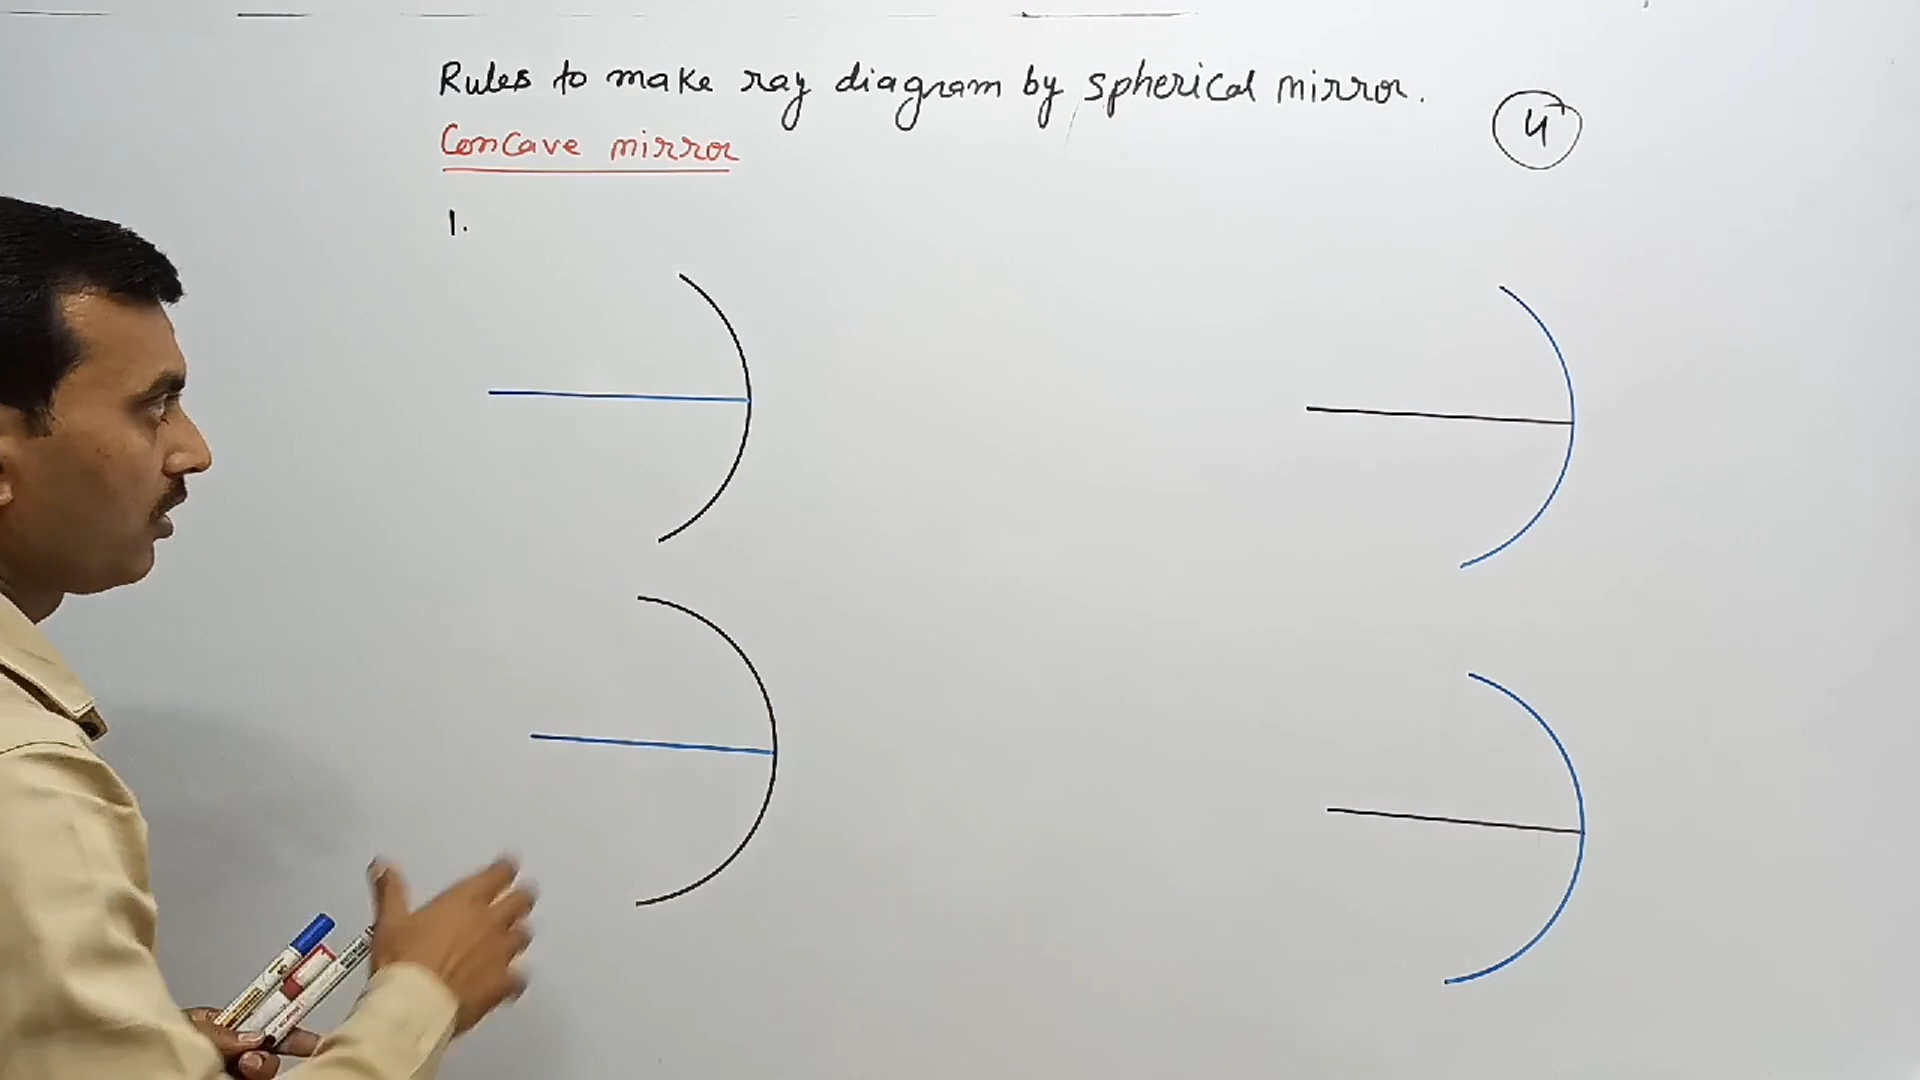 Rules to make ray diagram by spherical mirror.
4
Concave mirror
1.